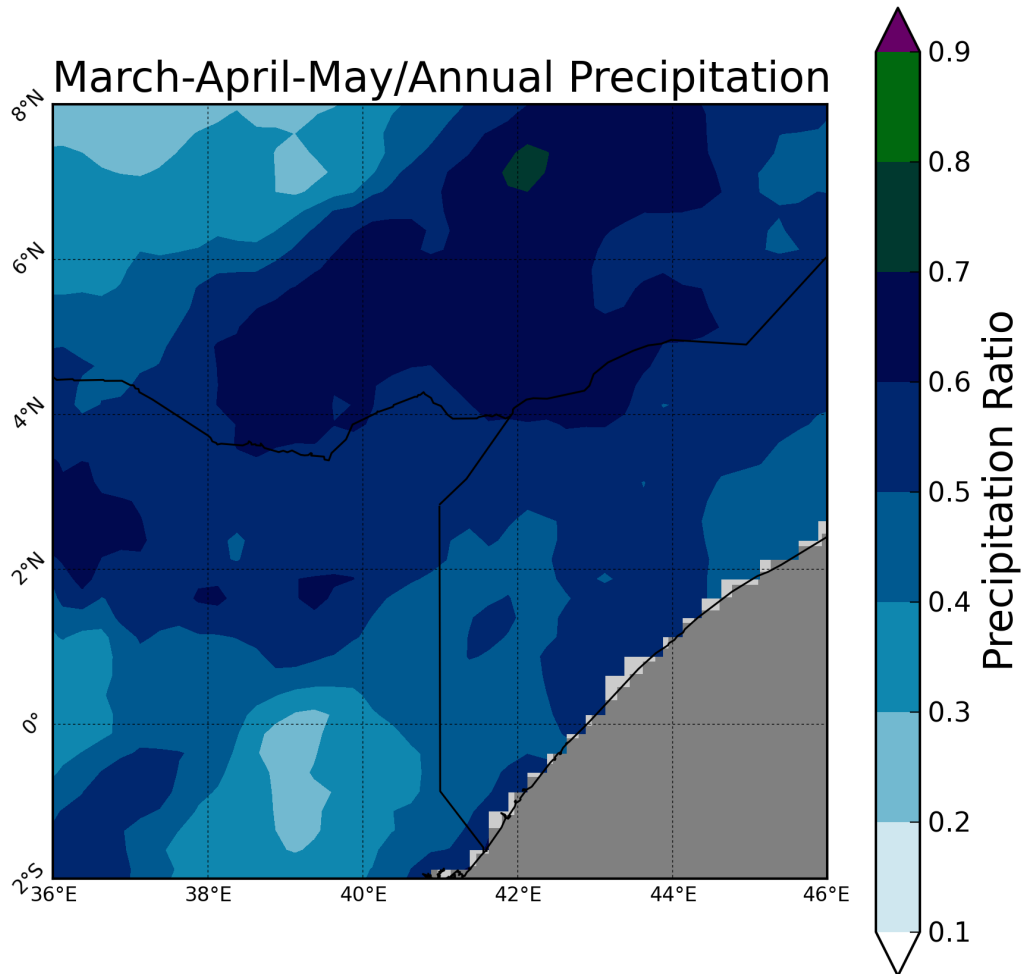 March-April-May/Annual Precipitation
8°N
6°N
4°N
2°N
0°
2°S
36°E
38°E
40°E
42°E
44°E
46°E
0.9
0.8
0.7
0.6
0.5
0.4
0.3
0.2
0.1
Precipitation Ratio